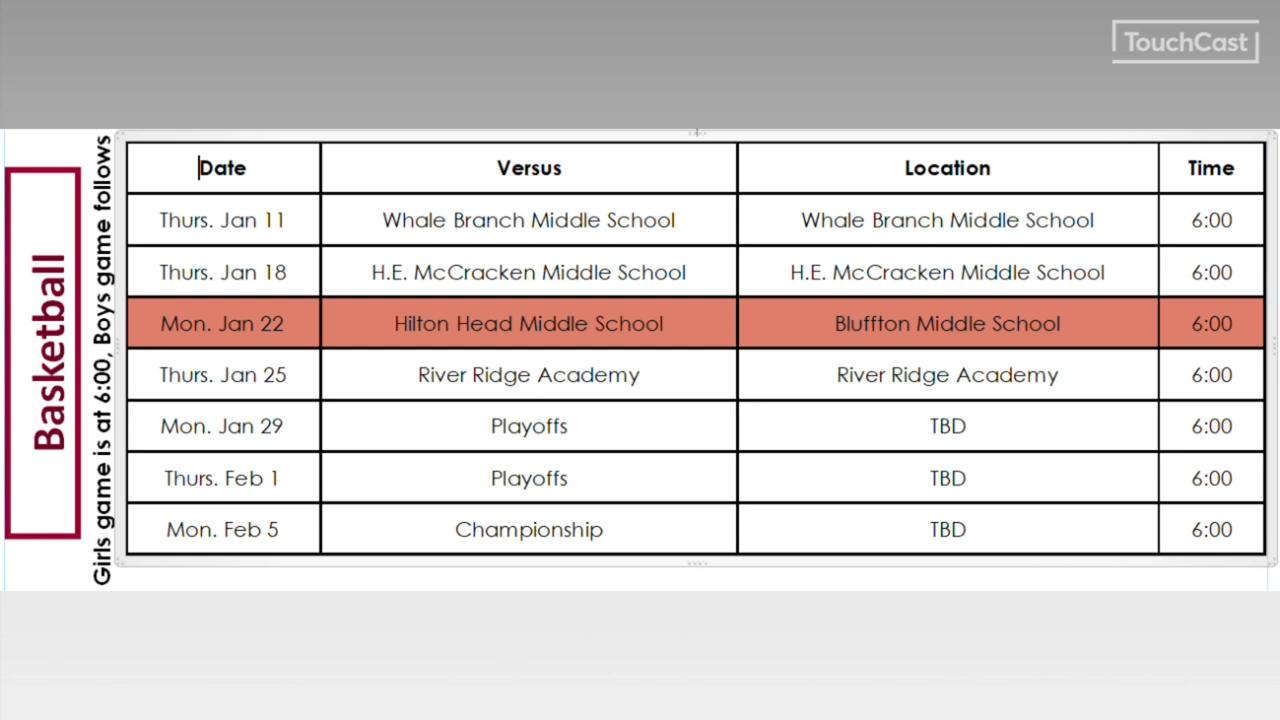 TouchCast
Basketball
Girls game is at 6:00, Boys game follows
Date Versus Location Time
Thurs. Jan 11 Whale Branch Middle School Whale Branch Middle School 6:00
Thurs. Jan 18 H.E. McCracken Middle School H.E. McCracken Middle School 6:00
Mon. Jan 22 Hilton Head Middle School Bluffton Middle School 6:00
Thurs. Jan 25 River Ridge Academy River Ridge Academy 6:00
Mon. Jan 29 Playoffs TBD 6:00
Thurs. Feb 1 Playoffs TBD 6:00
Mon. Feb 5 Championship TBD 6:00